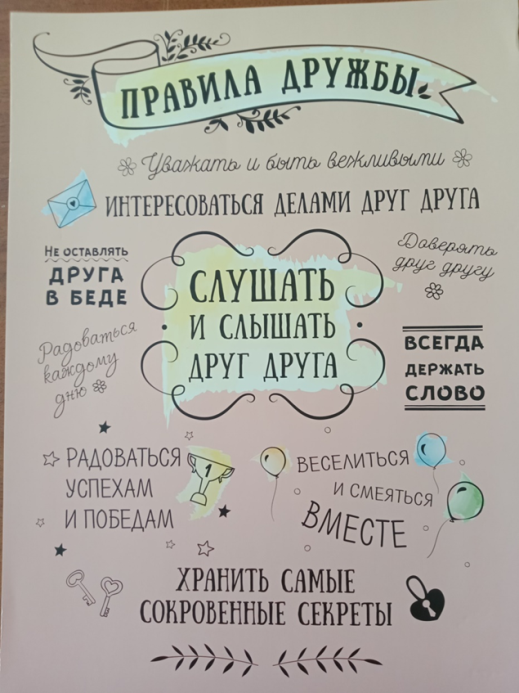 ПРАВИЛА ДРУЖБЫ
Уважать и быть вежливыми
ИНТЕРЕСОВАТЬСЯ ДЕЛАМИ ДРУГ ДРУГА
Не оставлять
ДРУГА
В БЕДЕ
СЛУШАТЬ
И СЛЫШАТЬ
ДРУГ ДРУГА
Доверять
друг другу
Радоваться
каждому
дню
ВСЕГДА
ДЕРЖАТЬ
СЛОВО
РАДОВАТЬСЯ
УСПЕХАМ
И ПОБЕДАМ
1
ВЕСЕЛИТЬСЯ
И СМЕЯТЬСЯ
ВМЕСТЕ
ХРАНИТЬ САМЫЕ
СОКРОВЕННЫЕ СЕКРЕТЫ